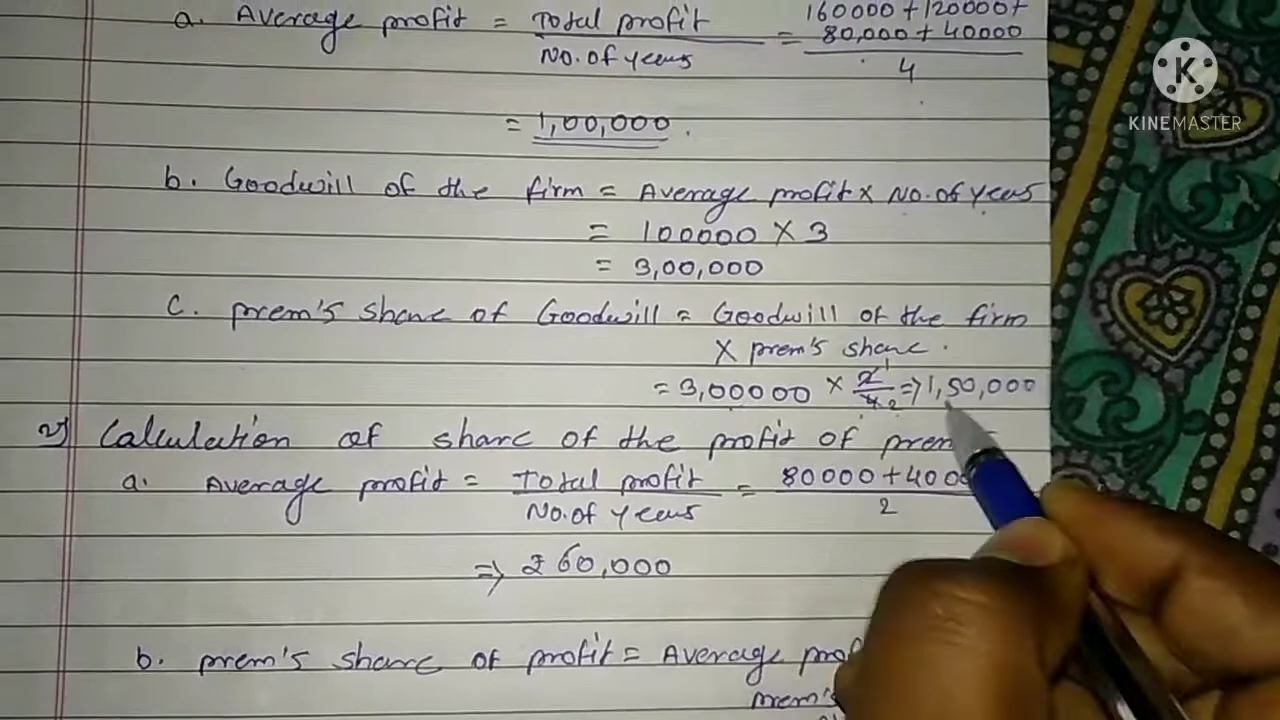 a. Average profit = Total profit / No. of years = 160000 + 120000 + 80,000 + 40000 / 4
KINEMASTER
= 1,00,000.
b. Goodwill of the firm = Average profit x No. of years
= 100000 X 3
= 3,00,000
C. prem's share of Goodwill = Goodwill of the firm
X prem's share.
= 3,00000 x 2/4 1 2 => 1,50,000
2) Calculation of share of the profit of
a. Average profit = Total profit / No. of years = 80000 + / 2
=> ₹ 60,000
b. prem's share of profit = Average